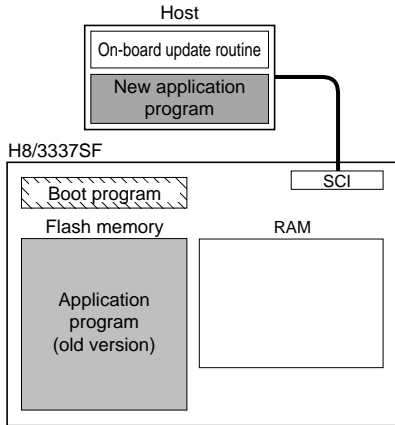 Host
On-board update routine
New application
program
H8/3337SF
SCI
Boot program
Flash memory
RAM
Application
program
(old version)